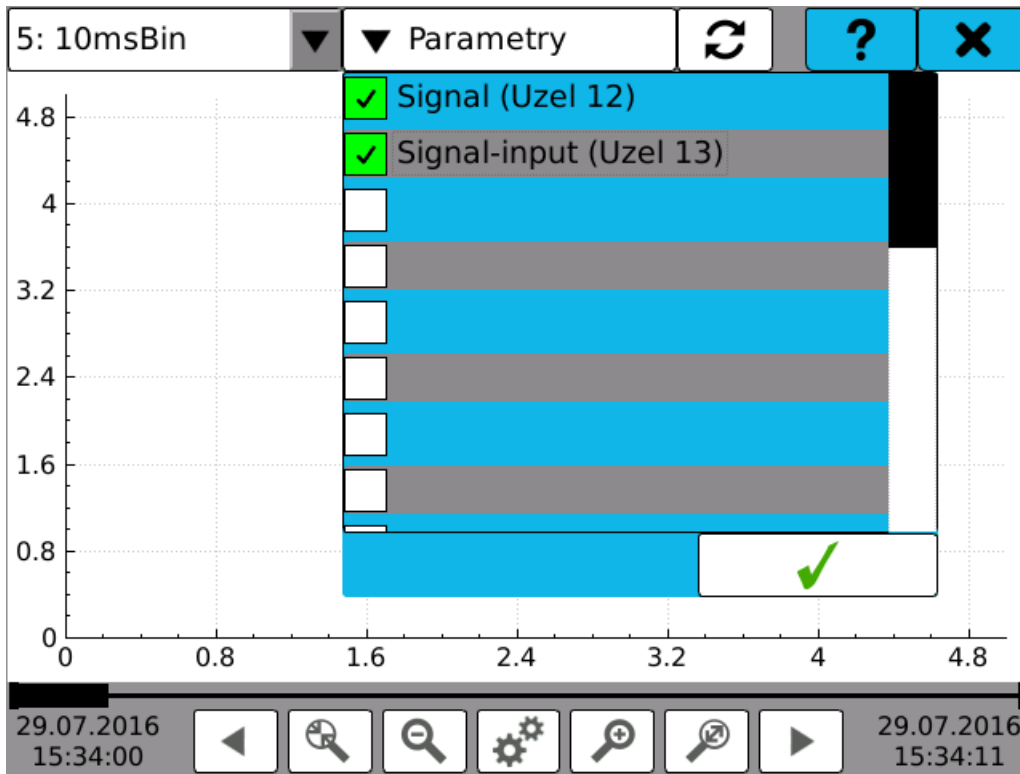 5: 10msBin
Parametry
?
Signal (Uzel 12)
Signal-input (Uzel 13)
4.8
4
3.2
2.4
1.6
0.8
0
0 0.8 1.6 2.4 3.2 4 4.8
29.07.2016
15:34:00
29.07.2016
15:34:11